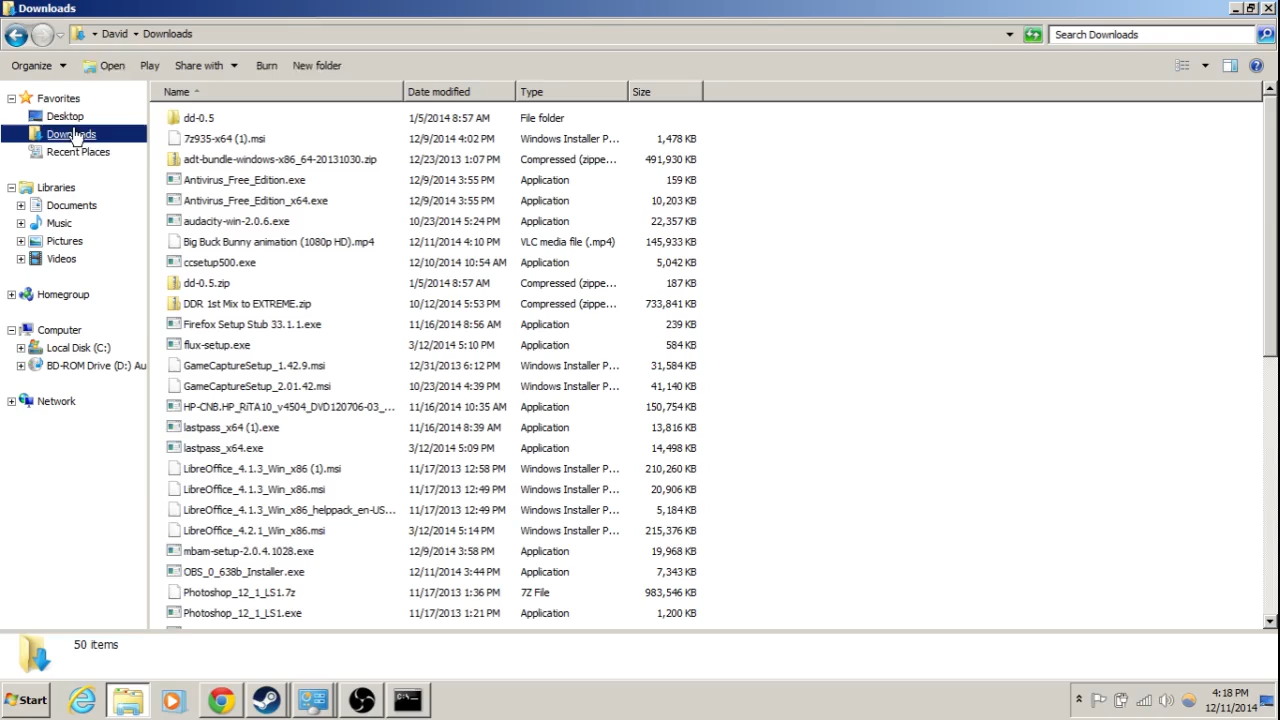 Downloads
David Downloads Search Downloads
Organize Open Play Share with Burn New folder
Name Date modified Type Size
Favorites
Desktop
Downloads
Recent Places
Libraries
Documents
Music
Pictures
Videos
Homegroup
Computer
Local Disk (C:)
BD-ROM Drive (D:) Au
Network
dd-0.5 1/5/2014 8:57 AM File folder
7z935-x64 (1).msi 12/9/2014 4:02 PM Windows Installer P... 1,478 KB
adt-bundle-windows-x86_64-20131030.zip 12/23/2013 1:07 PM Compressed (zippe... 491,930 KB
Antivirus_Free_Edition.exe 12/9/2014 3:55 PM Application 159 KB
Antivirus_Free_Edition_x64.exe 12/9/2014 3:55 PM Application 10,203 KB
audacity-win-2.0.6.exe 10/23/2014 5:24 PM Application 22,357 KB
Big Buck Bunny animation (1080p HD).mp4 12/11/2014 4:10 PM VLC media file (.mp4) 145,933 KB
ccsetup500.exe 12/10/2014 10:54 AM Application 5,042 KB
dd-0.5.zip 1/5/2014 8:57 AM Compressed (zippe... 187 KB
DDR 1st Mix to EXTREME.zip 10/12/2014 5:53 PM Compressed (zippe... 733,841 KB
Firefox Setup Stub 33.1.1.exe 11/16/2014 8:56 AM Application 239 KB
flux-setup.exe 3/12/2014 5:10 PM Application 584 KB
GameCaptureSetup_1.42.9.msi 12/31/2013 6:12 PM Windows Installer P... 31,584 KB
GameCaptureSetup_2.01.42.msi 10/23/2014 4:39 PM Windows Installer P... 41,140 KB
HP-CNB.HP_RiTA10_v4504_DVD120706-03_... 11/16/2014 10:35 AM Application 150,754 KB
lastpass_x64 (1).exe 11/16/2014 8:39 AM Application 13,816 KB
lastpass_x64.exe 3/12/2014 5:09 PM Application 14,498 KB
LibreOffice_4.1.3_Win_x86 (1).msi 11/17/2013 12:58 PM Windows Installer P... 210,260 KB
LibreOffice_4.1.3_Win_x86.msi 11/17/2013 12:49 PM Windows Installer P... 20,906 KB
LibreOffice_4.1.3_Win_x86_helppack_en-US... 11/17/2013 12:49 PM Windows Installer P... 5,184 KB
LibreOffice_4.2.1_Win_x86.msi 3/12/2014 5:14 PM Windows Installer P... 215,376 KB
mbam-setup-2.0.4.1028.exe 12/9/2014 3:58 PM Application 19,968 KB
OBS_0_638b_Installer.exe 12/11/2014 3:44 PM Application 7,343 KB
Photoshop_12_1_LS1.7z 11/17/2013 1:36 PM 7Z File 983,546 KB
Photoshop_12_1_LS1.exe 11/17/2013 1:21 PM Application 1,200 KB
50 items
Start
4:18 PM
12/11/2014